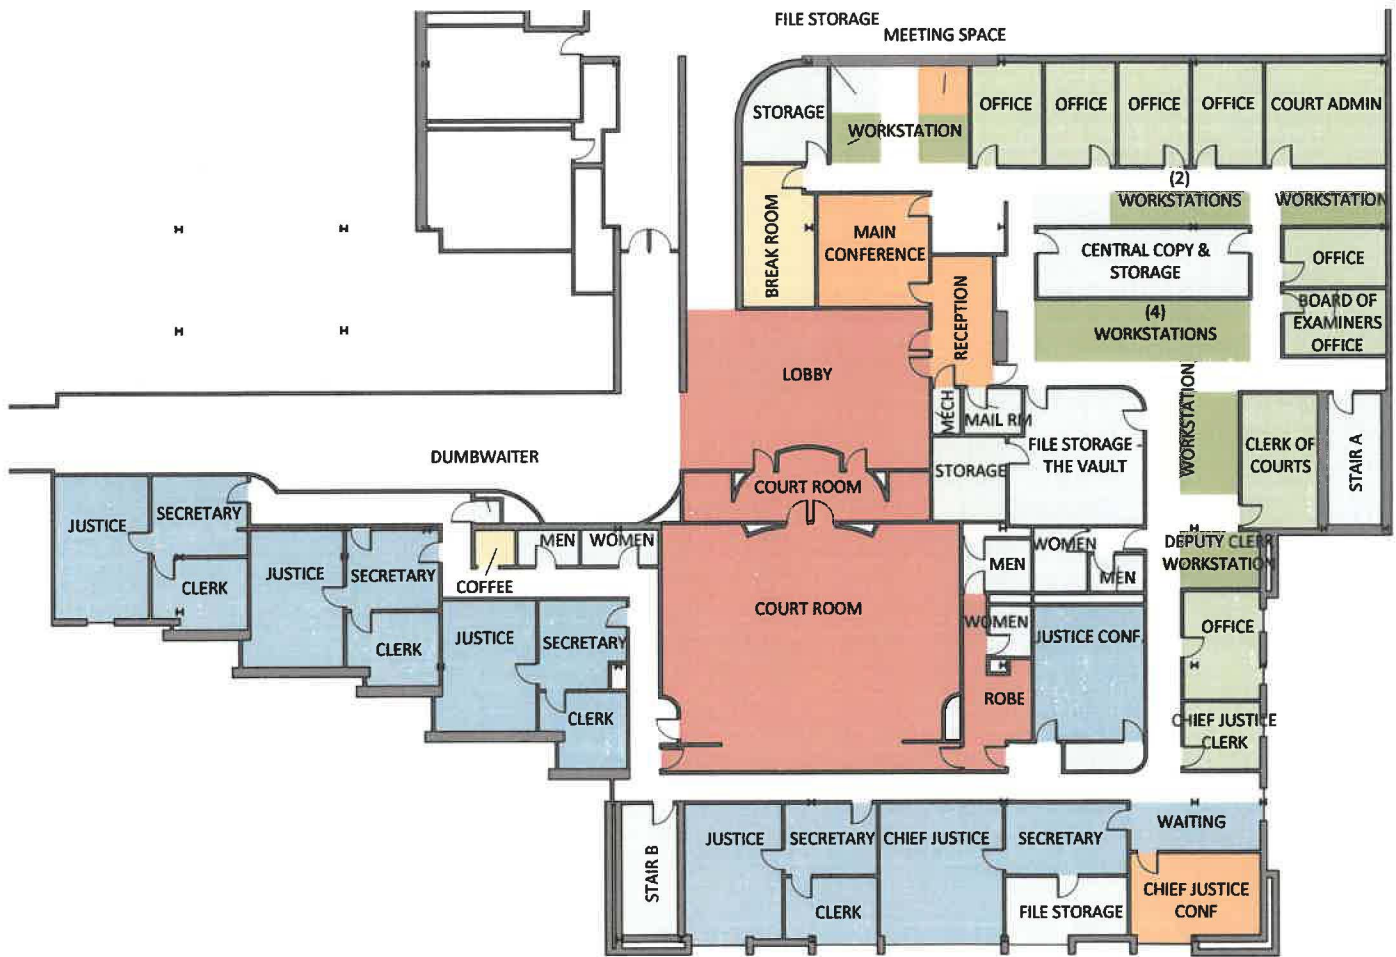 FILE STORAGE
MEETING SPACE
STORAGE
WORKSTATION
OFFICE
OFFICE
OFFICE
OFFICE
COURT ADMIN
(2)
WORKSTATIONS
WORKSTATION
BREAK ROOM
MAIN
CONFERENCE
CENTRAL COPY &
STORAGE
OFFICE
RECEPTION
(4)
WORKSTATIONS
BOARD OF
EXAMINERS
OFFICE
LOBBY
MECH
MAIL RM
WORKSTATION
STORAGE
FILE STORAGE -
THE VAULT
CLERK OF
COURTS
STAIR A
DUMBWAITER
COURT ROOM
JUSTICE
SECRETARY
CLERK
JUSTICE
SECRETARY
CLERK
COFFEE
MEN
WOMEN
JUSTICE
SECRETARY
CLERK
COURT ROOM
MEN
WOMEN
MEN
DEPUTY CLERK
WORKSTATION
WOMEN
JUSTICE CONF.
OFFICE
ROBE
CHIEF JUSTICE
CLERK
STAIR B
JUSTICE
SECRETARY
CLERK
CHIEF JUSTICE
SECRETARY
FILE STORAGE
WAITING
CHIEF JUSTICE
CONF